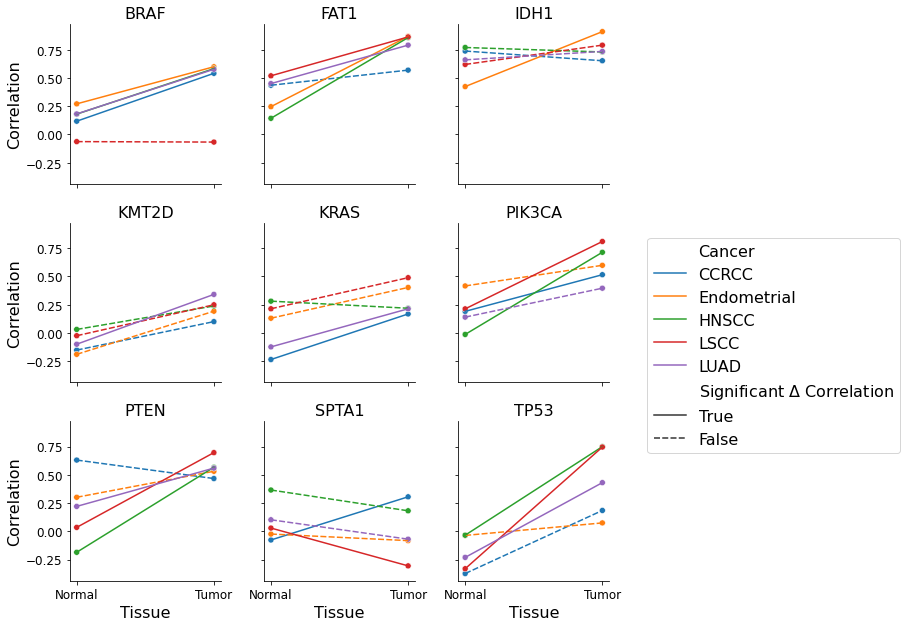 BRAF
FAT1
IDH1
Correlation
0.75
0.50
0.25
0.00
−0.25
KMT2D
KRAS
PIK3CA
Correlation
0.75
0.50
0.25
0.00
−0.25
PTEN
SPTA1
TP53
Correlation
0.75
0.50
0.25
0.00
−0.25
Normal Tumor
Normal Tumor
Normal Tumor
Tissue
Tissue
Tissue
Cancer
CCRCC
Endometrial
HNSCC
LSCC
LUAD
Significant Δ Correlation
True
False